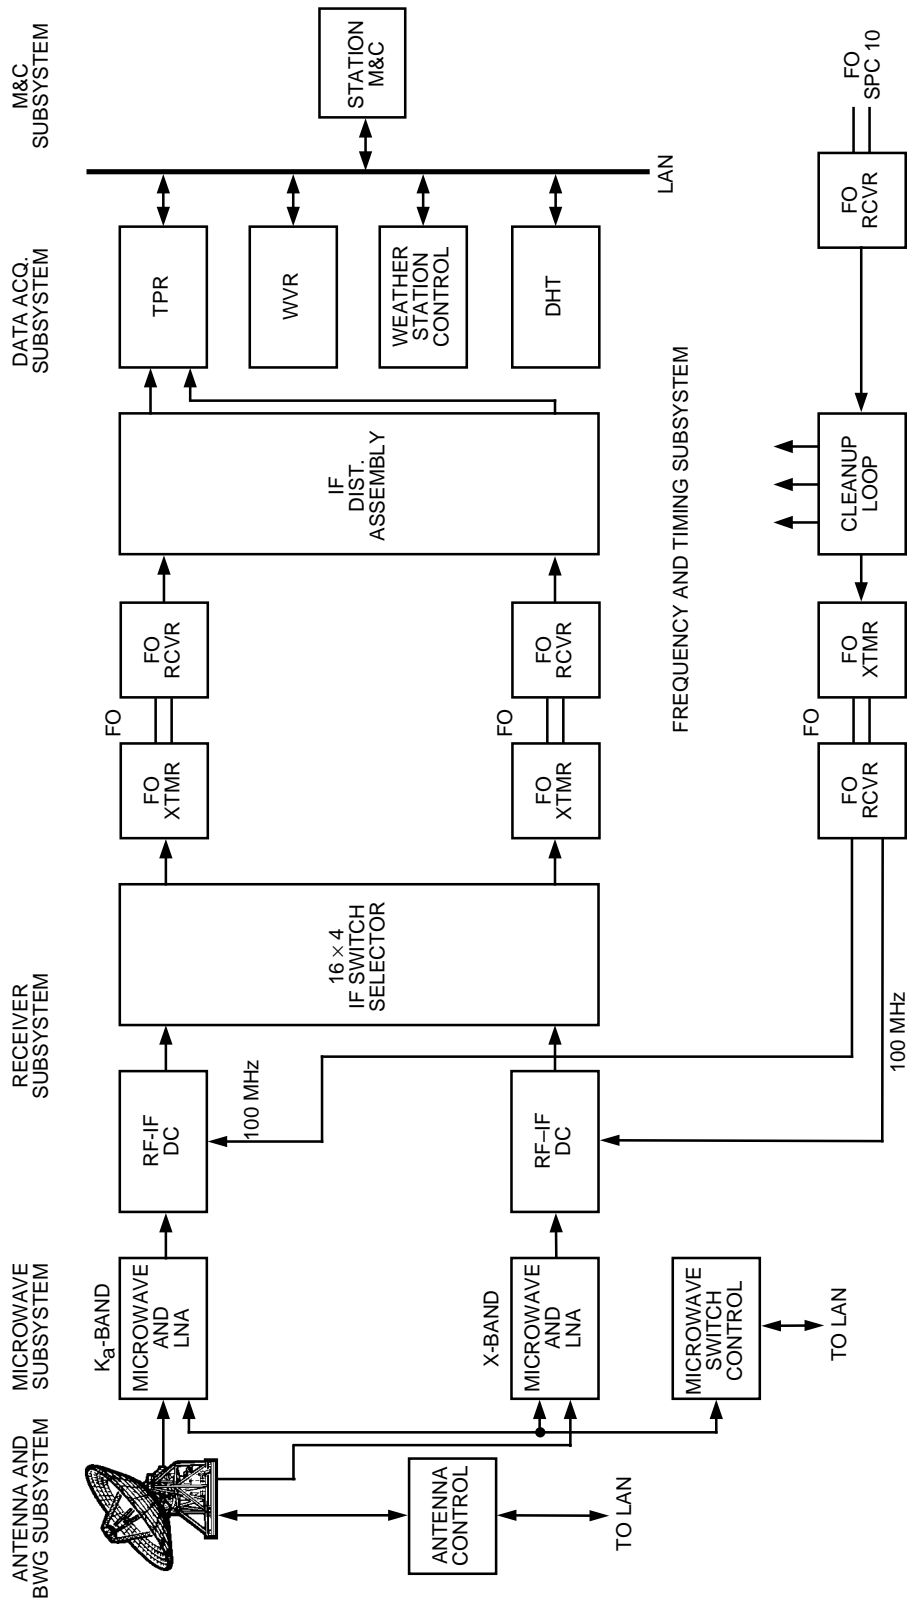 ANTENNA AND
BWG SUBSYSTEM
MICROWAVE
SUBSYSTEM
RECEIVER
SUBSYSTEM
DATA ACQ.
SUBSYSTEM
M&C
SUBSYSTEM
Ka-BAND
MICROWAVE
AND
LNA
RF-IF
DC
100 MHz
16 × 4
IF SWITCH
SELECTOR
FO
XTMR
FO
FO
RCVR
IF
DIST.
ASSEMBLY
TPR
WVR
WEATHER
STATION
CONTROL
DHT
STATION
M&C
LAN
X-BAND
MICROWAVE
AND
LNA
RF–IF
DC
FO
XTMR
FO
FO
RCVR
ANTENNA
CONTROL
TO LAN
MICROWAVE
SWITCH
CONTROL
TO LAN
FREQUENCY AND TIMING SUBSYSTEM
100 MHz
FO
RCVR
FO
FO
XTMR
CLEANUP
LOOP
FO
RCVR
FO
SPC 10